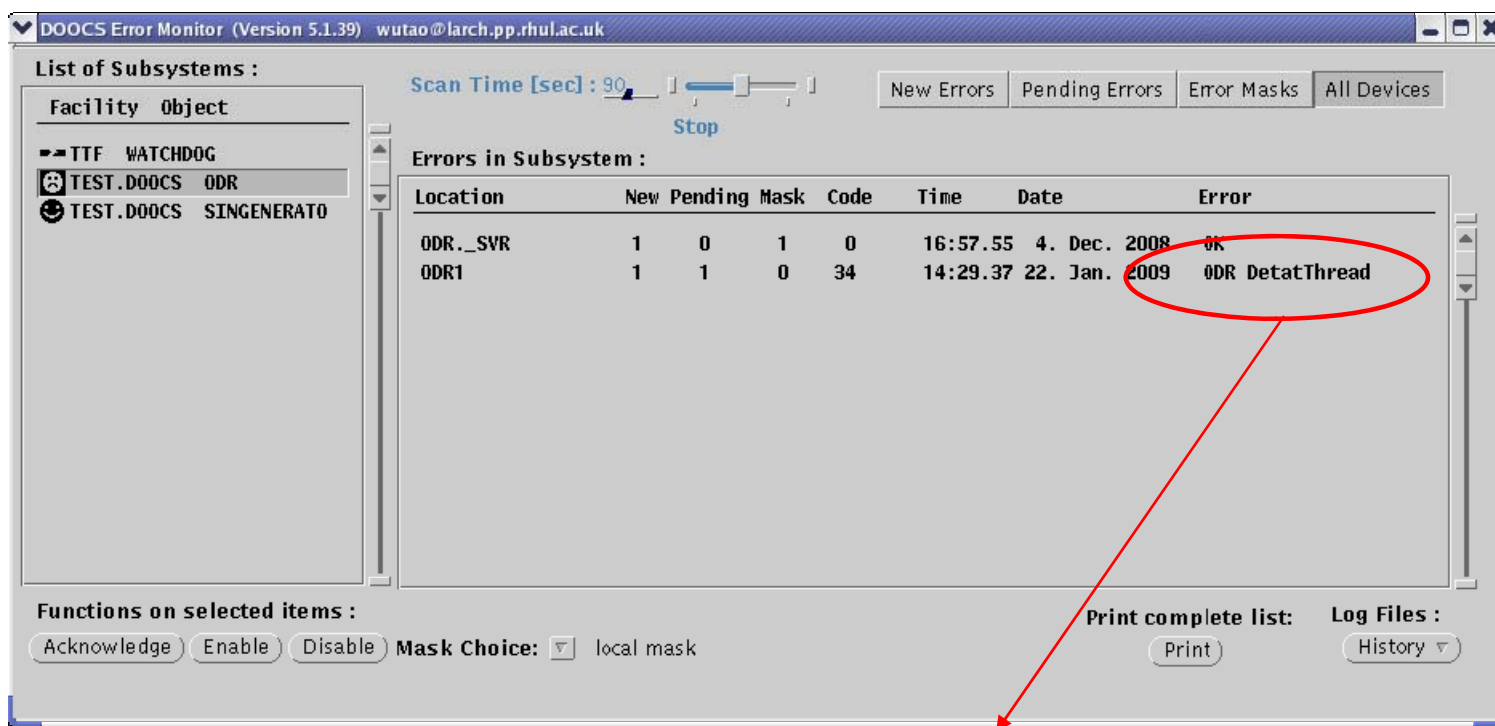 DOOCS Error Monitor (Version 5.1.39) wutao@larch.pp.rhul.ac.uk
List of Subsystems :
Facility Object
TTF WATCHDOG
TEST.DOOCS ODR
TEST.DOOCS SINGENERATO
Scan Time [sec] : 90
Stop
New Errors Pending Errors Error Masks All Devices
Errors in Subsystem :
Location New Pending Mask Code Time Date Error
ODR._SVR 1 0 1 0 16:57.55 4. Dec. 2008 OK
ODR1 1 1 0 34 14:29.37 22. Jan. 2009 ODR DetatThread
Functions on selected items :
Acknowledge Enable Disable Mask Choice: local mask
Print complete list:
Print
Log Files :
History